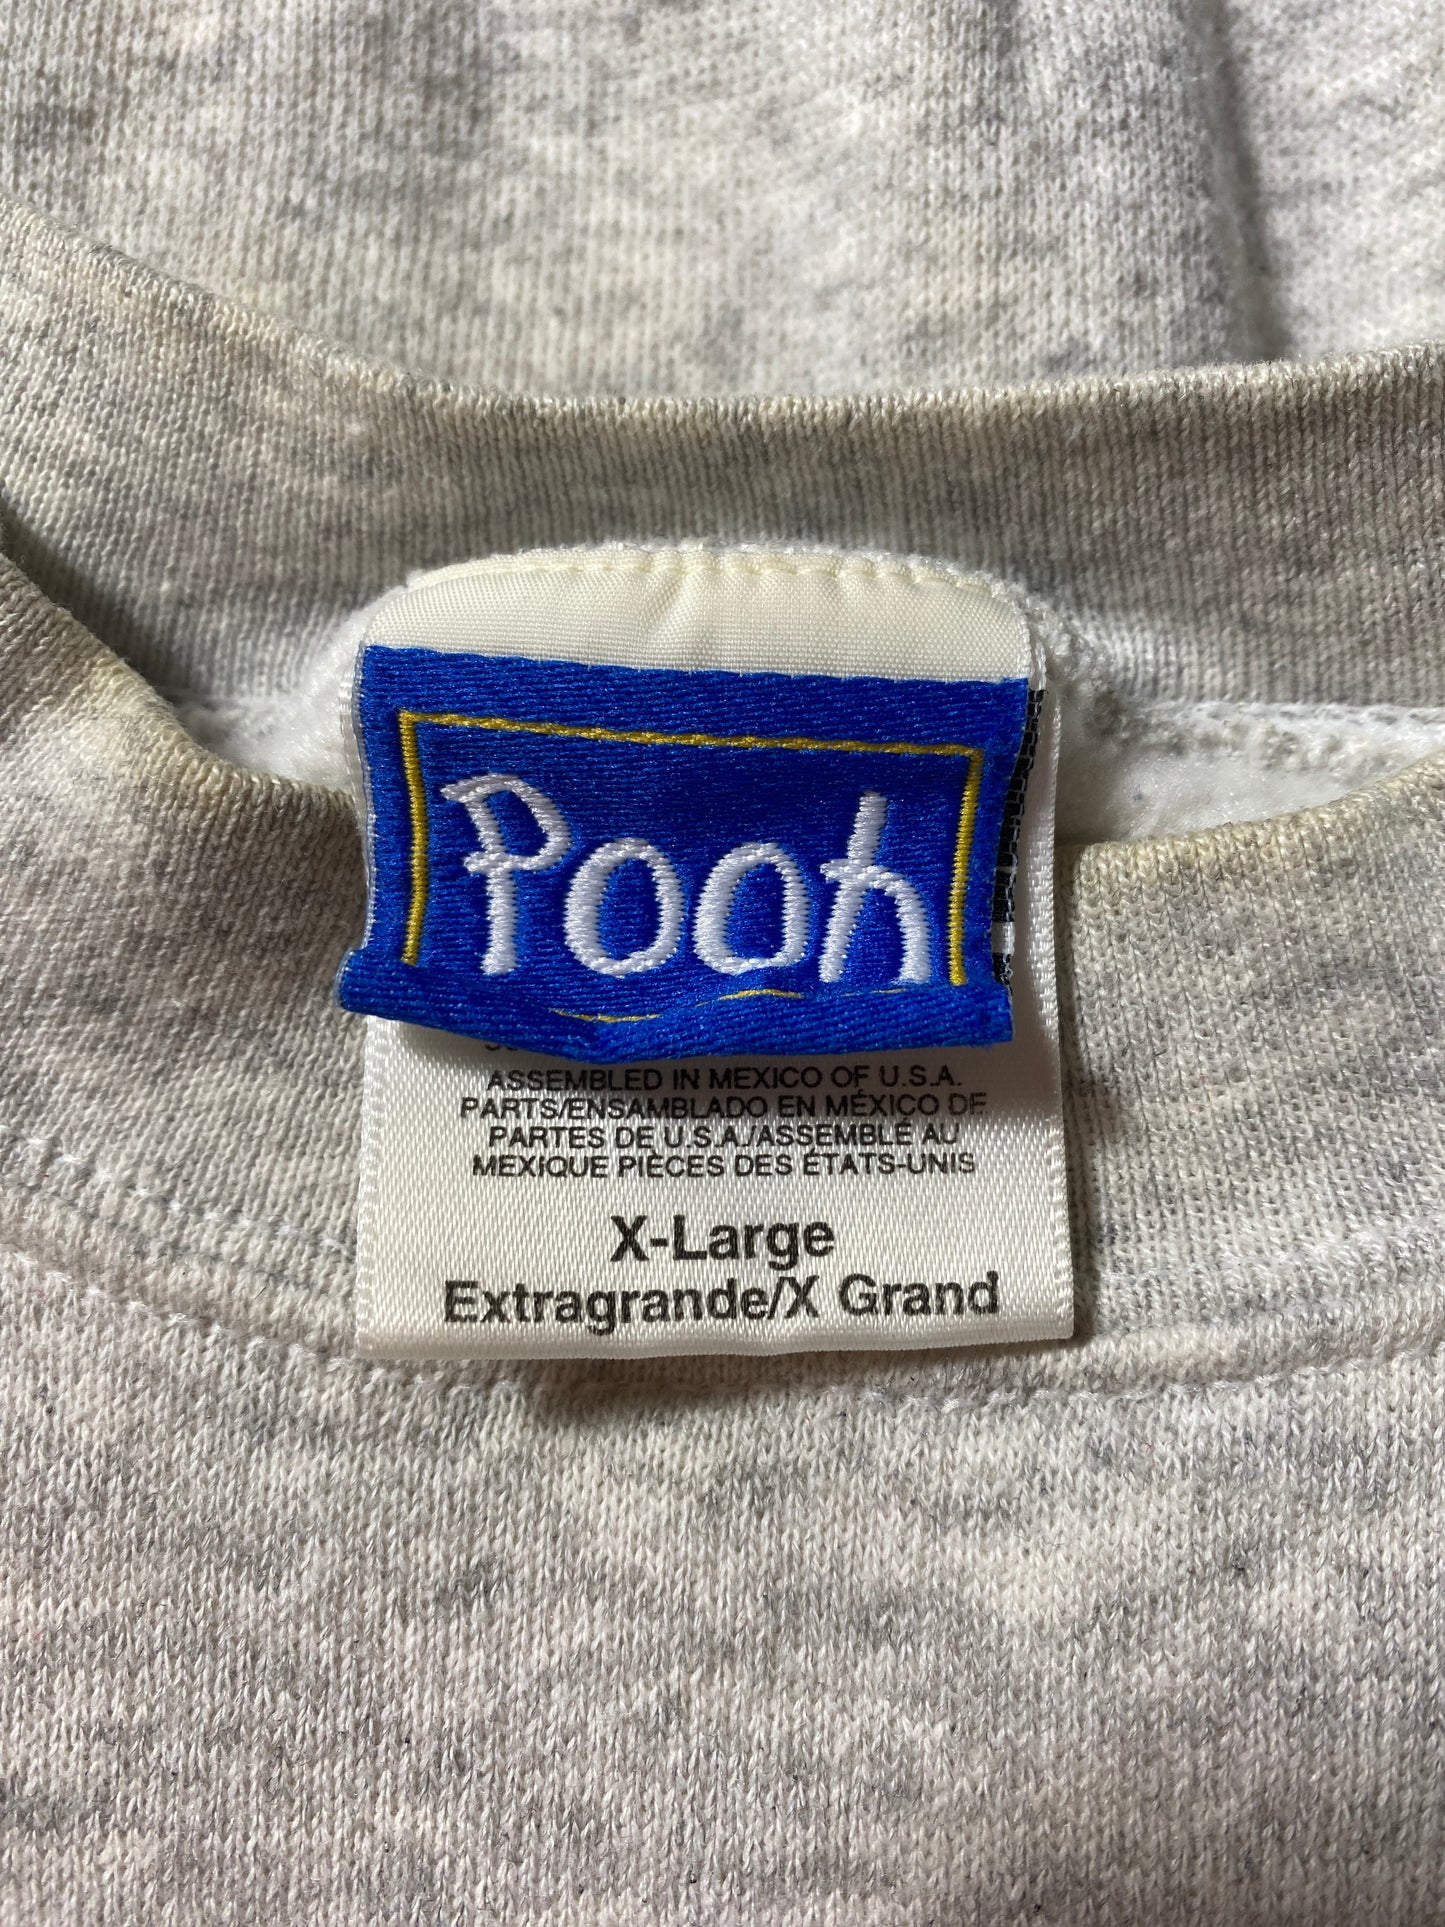 Pooh
ASSEMBLED IN MEXICO OF U.S.A.
PARTS/ENSAMBLADO EN MÉXICO DE
PARTES DE U.S.A./ASSEMBLÉ AU
MEXIQUE PIÈCES DES ÉTATS-UNIS
X-Large
Extragrande/X Grand